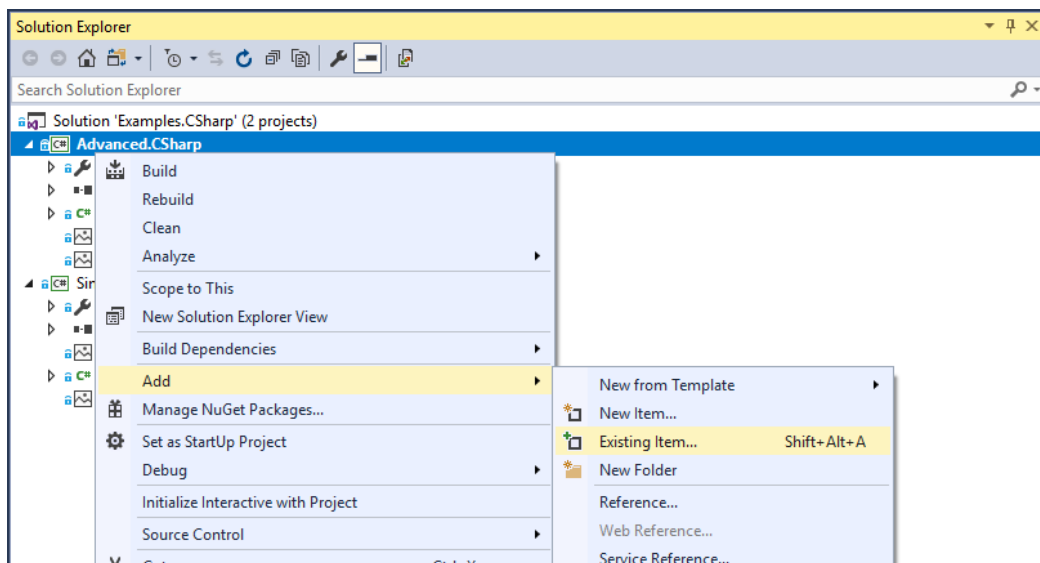 Solution Explorer
Search Solution Explorer
Solution 'Examples.CSharp' (2 projects)
C# Advanced.CSharp
Build
Rebuild
C#
Clean
Analyze
C# Sir
Scope to This
New Solution Explorer View
Build Dependencies
C#
Add
Manage NuGet Packages...
Set as StartUp Project
Debug
Initialize Interactive with Project
Source Control
New from Template
New Item...
Existing Item... Shift+Alt+A
New Folder
Reference...
Web Reference...
Service Reference...